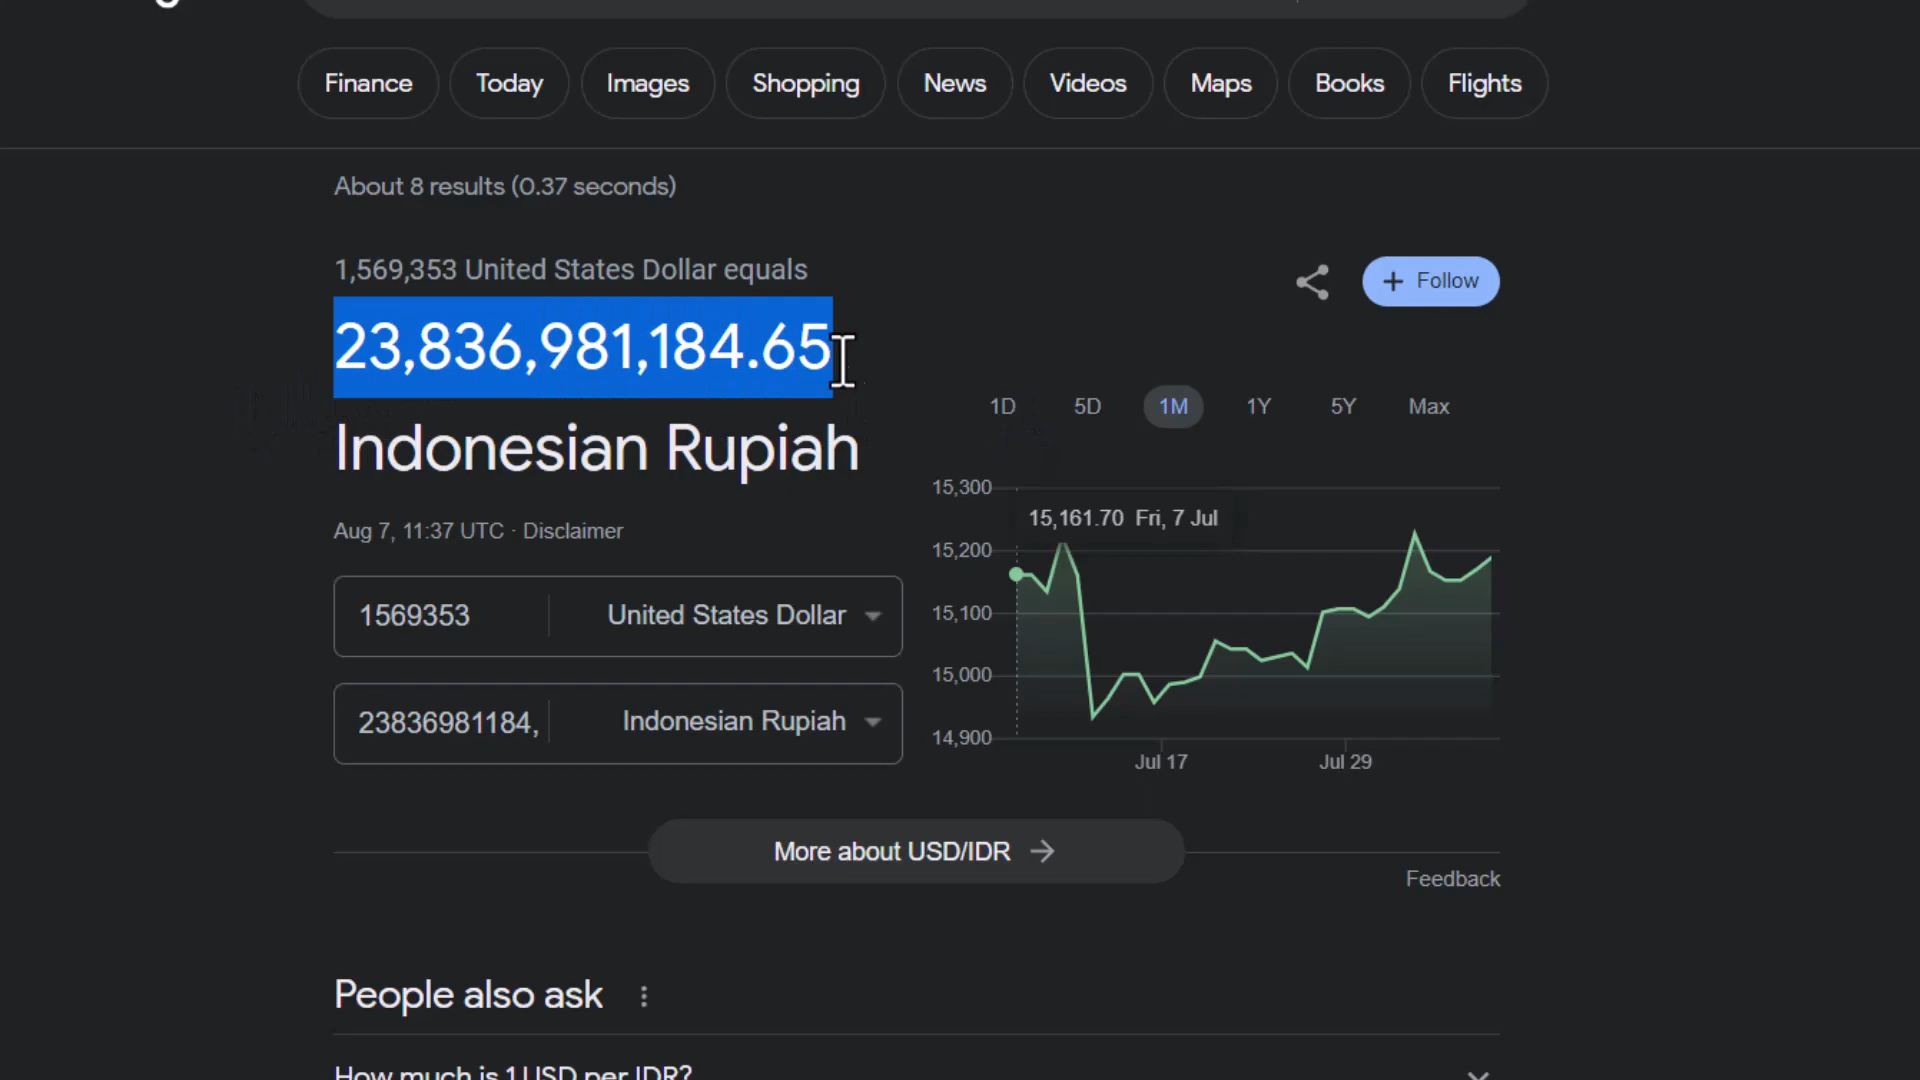 Finance Today Images Shopping News Videos Maps Books Flights
About 8 results (0.37 seconds)
1,569,353 United States Dollar equals
Follow
23,836,981,184.65
Indonesian Rupiah
Aug 7, 11:37 UTC · Disclaimer
1569353 United States Dollar
23836981184, Indonesian Rupiah
1D 5D 1M 1Y 5Y Max
15,300
15,161.70 Fri, 7 Jul
15,200
15,100
15,000
14,900
Jul 17 Jul 29
More about USD/IDR
Feedback
People also ask
How much is 1 USD per IDR?